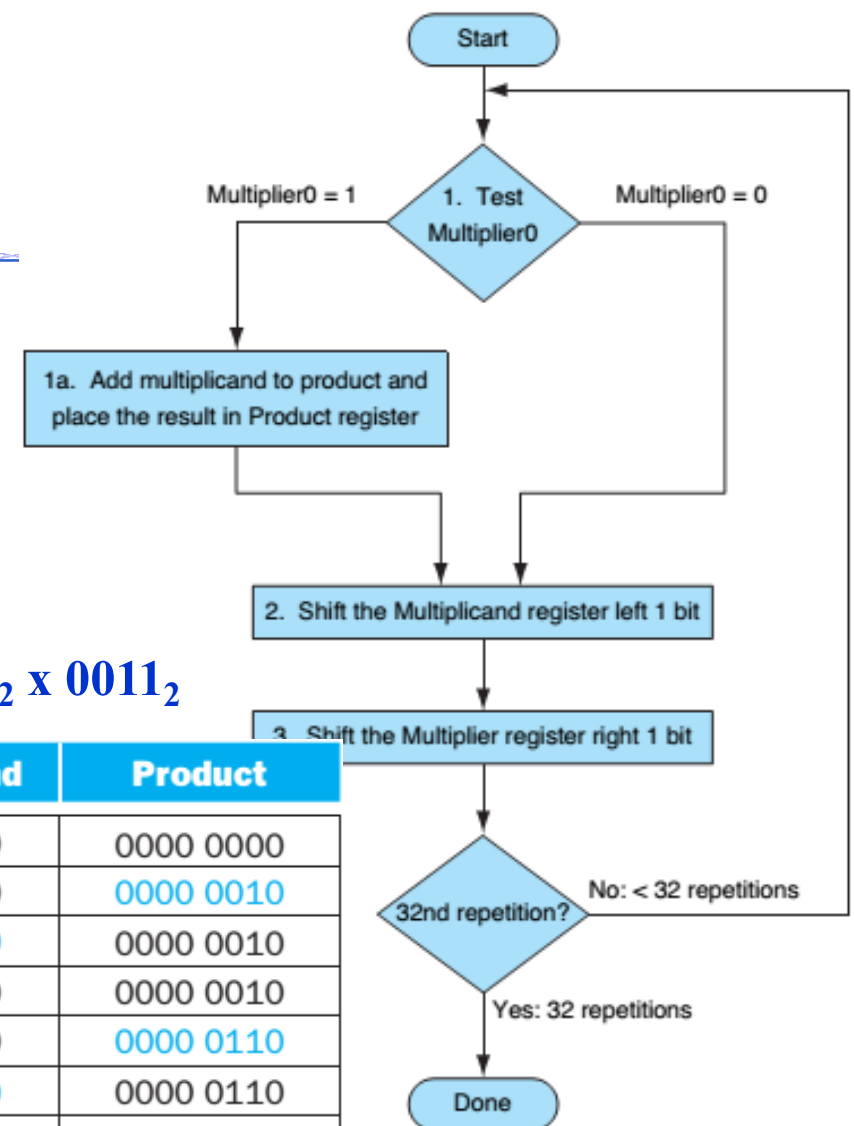 Start
Multiplier0 = 1
1. Test
Multiplier0
Multiplier0 = 0
1a. Add multiplicand to product and
place the result in Product register
2. Shift the Multiplicand register left 1 bit
₂ x 0011₂
3. Shift the Multiplier register right 1 bit
d Product
0000 0000
0000 0010
0000 0010
0000 0010
0000 0110
0000 0110
32nd repetition?
No: < 32 repetitions
Yes: 32 repetitions
Done